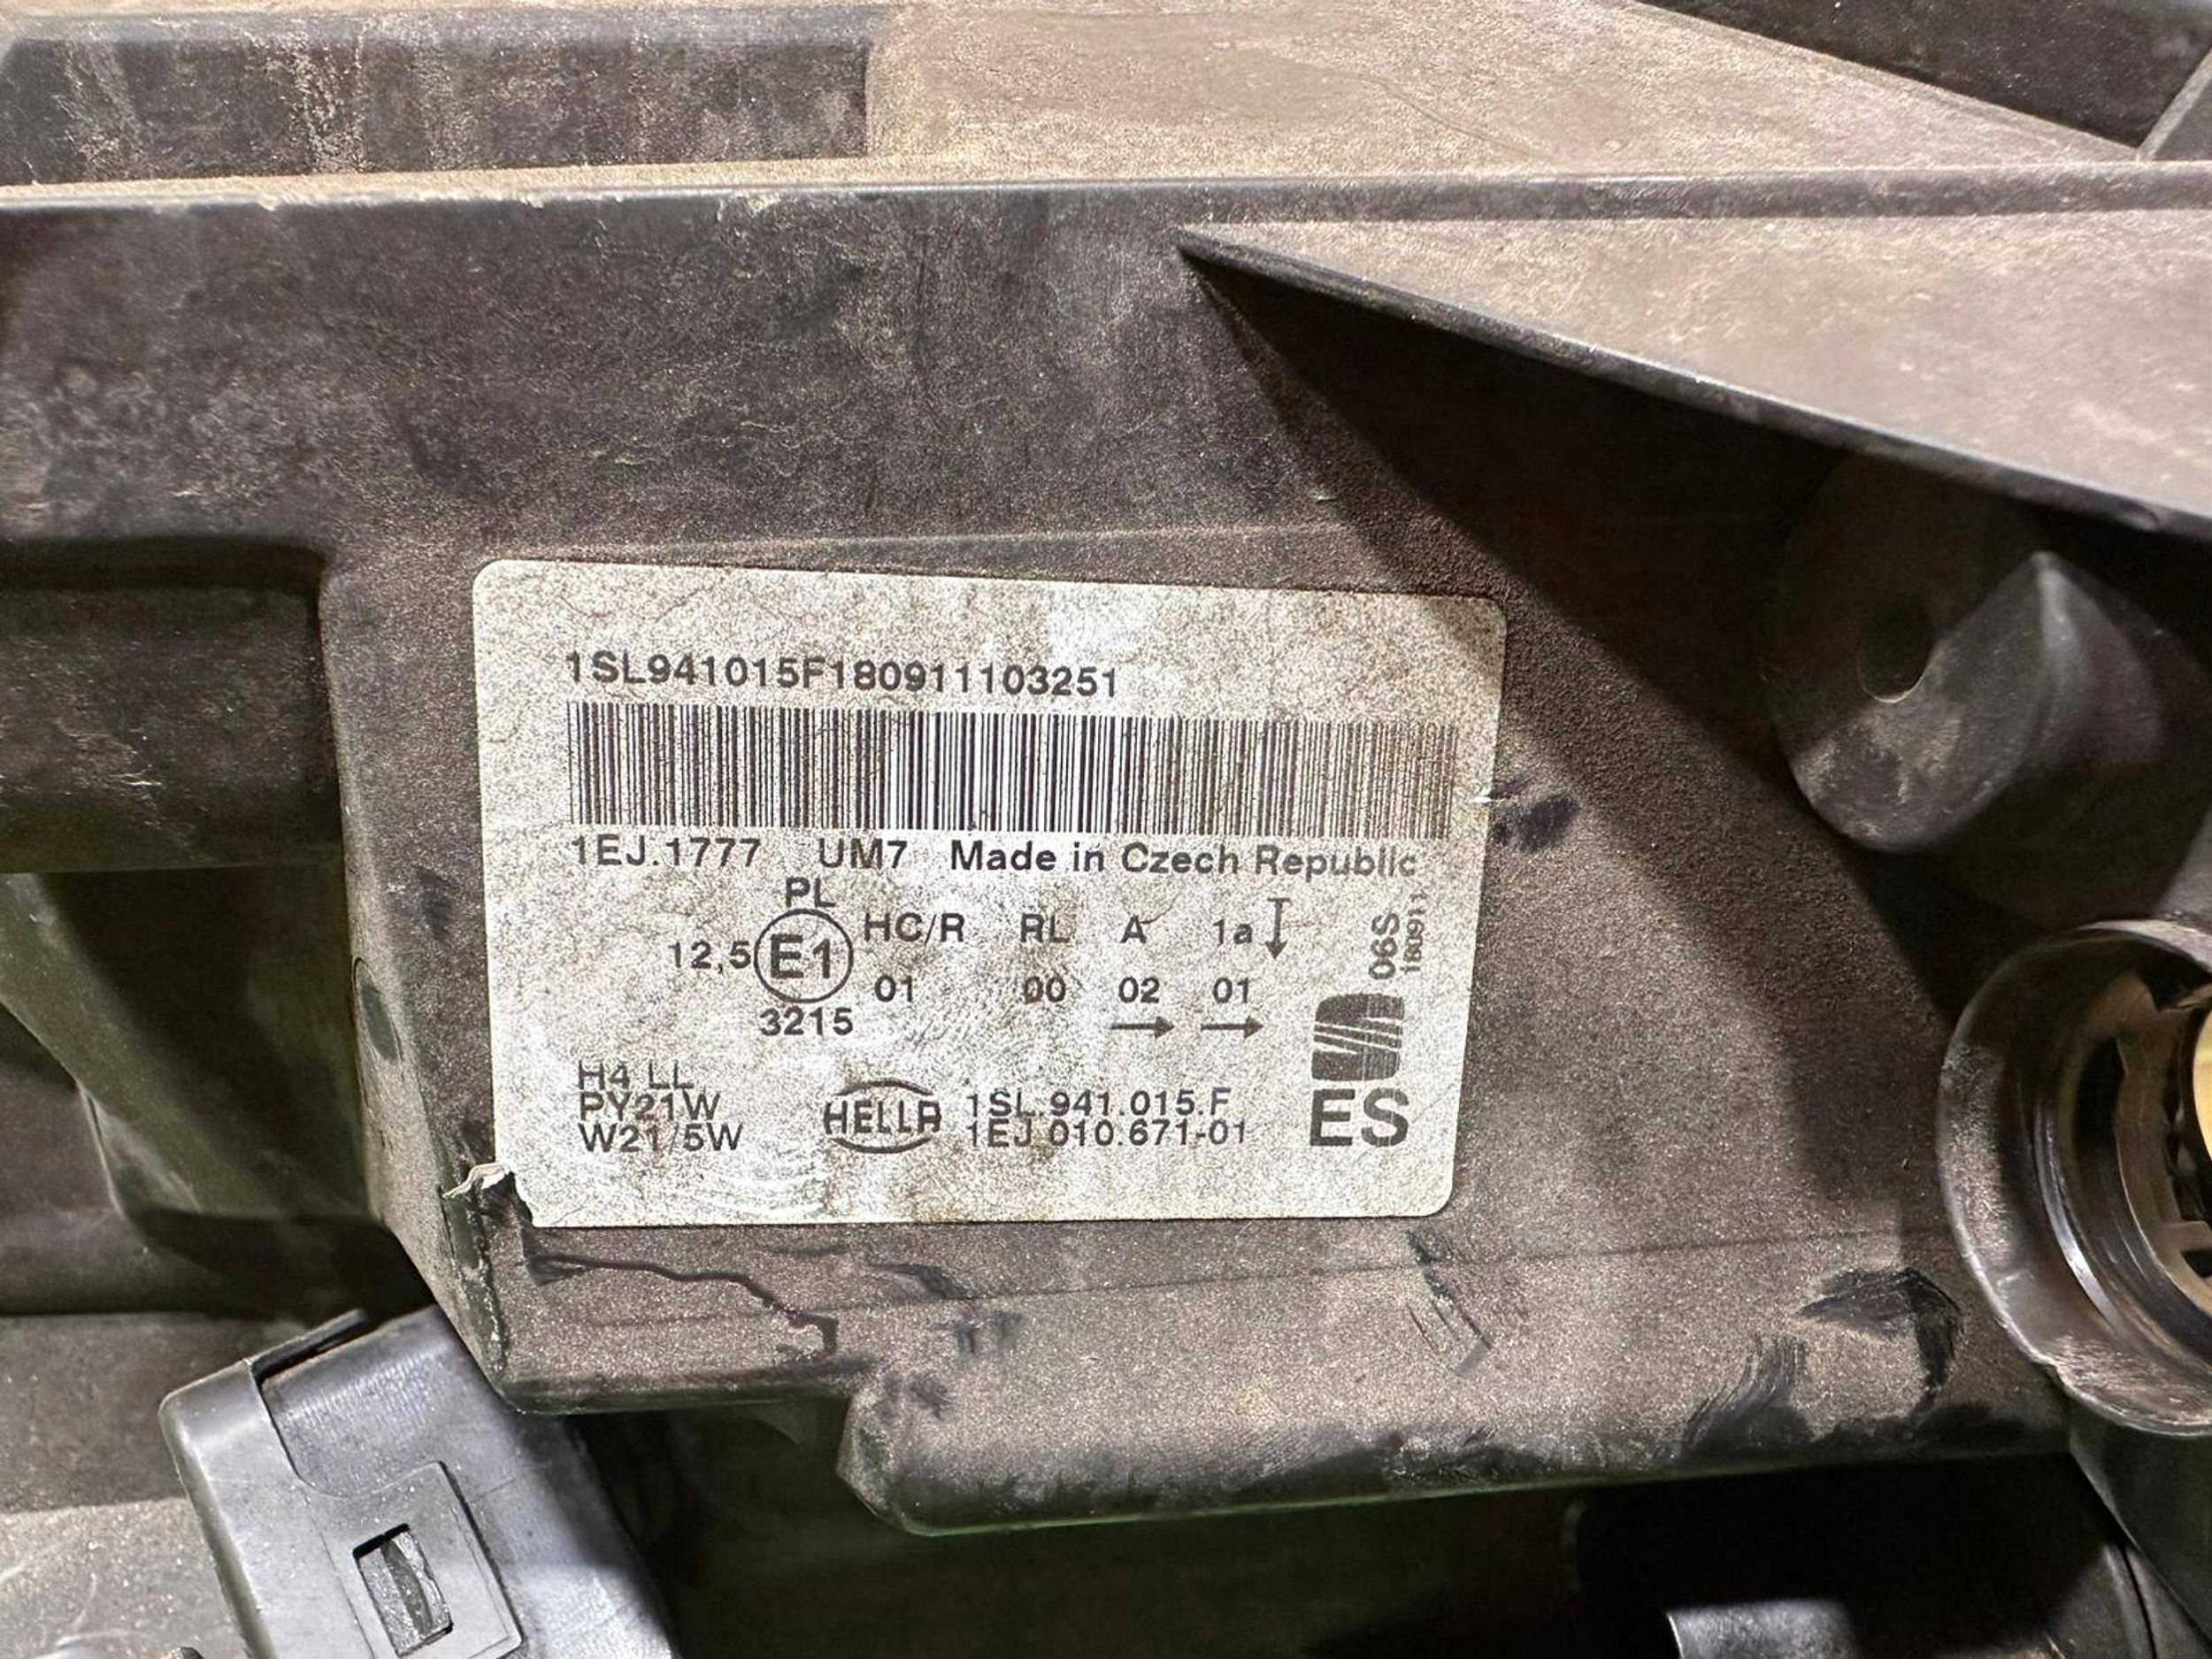 1SL941015F180911103251
1EJ.1777 UM7 Made in Czech Republic
PL
12,5 E1 HC/R RL A 1a
01 00 02 01
3215
06S
180911
H4 LL
PY21W
W21/5W
HELLA 1SL.941.015.F
1EJ 010.671-01
ES